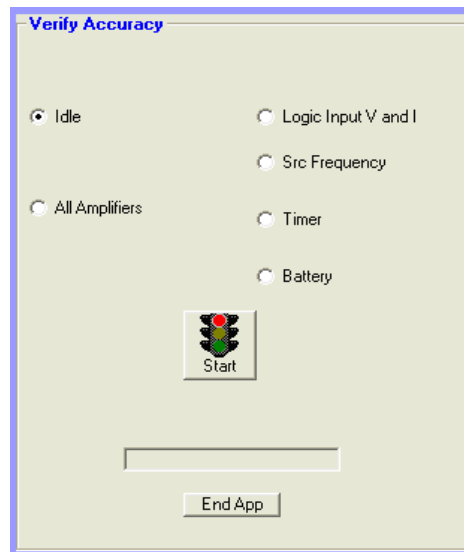 Verify Accuracy
Idle
Logic Input V and I
Src Frequency
All Amplifiers
Timer
Battery
Start
End App